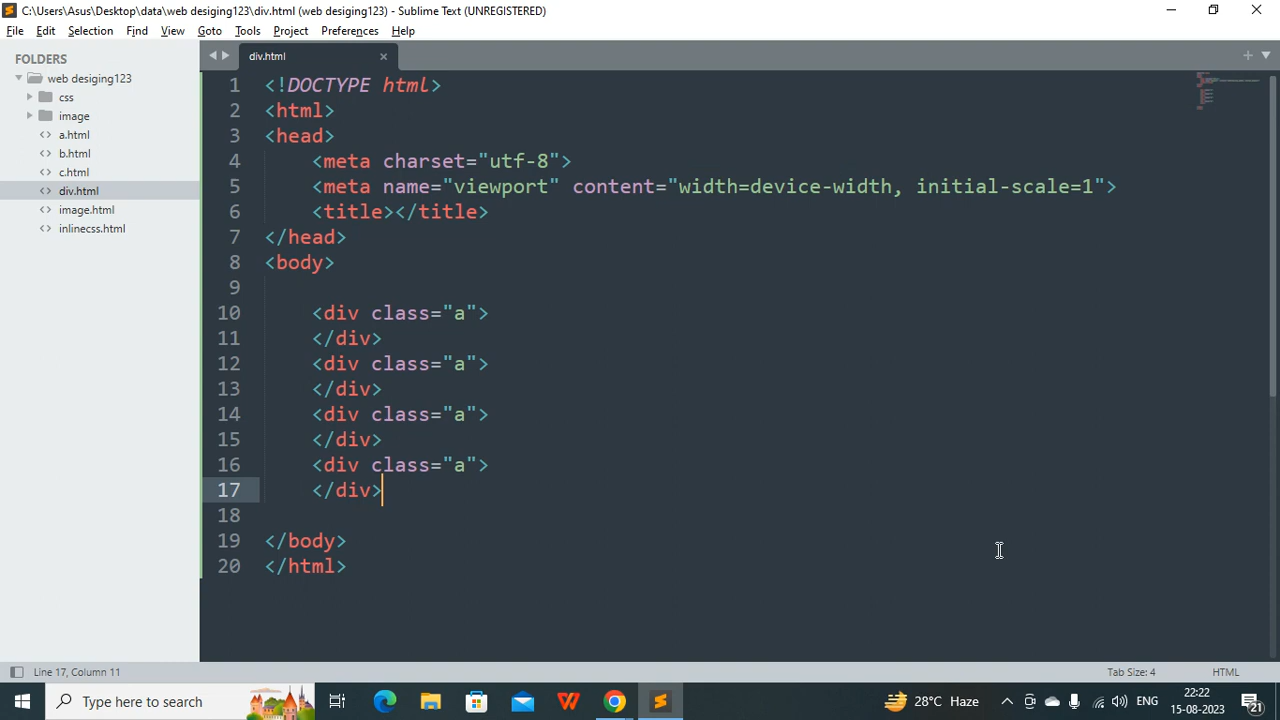 C:\Users\Asus\Desktop\data\web desiging123\div.html (web desiging123) - Sublime Text (UNREGISTERED)
File Edit Selection Find View Goto Tools Project Preferences Help
FOLDERS
web desiging123
css
image
a.html
b.html
c.html
div.html
image.html
inlinecss.html
div.html
1 <!DOCTYPE html>
2 <html>
3 <head>
4 <meta charset="utf-8">
5 <meta name="viewport" content="width=device-width, initial-scale=1">
6 <title></title>
7 </head>
8 <body>
9
10 <div class="a">
11 </div>
12 <div class="a">
13 </div>
14 <div class="a">
15 </div>
16 <div class="a">
17 </div>
18
19 </body>
20 </html>
Line 17, Column 11 Tab Size: 4 HTML
Type here to search
28°C Haze
ENG
22:22
15-08-2023
21